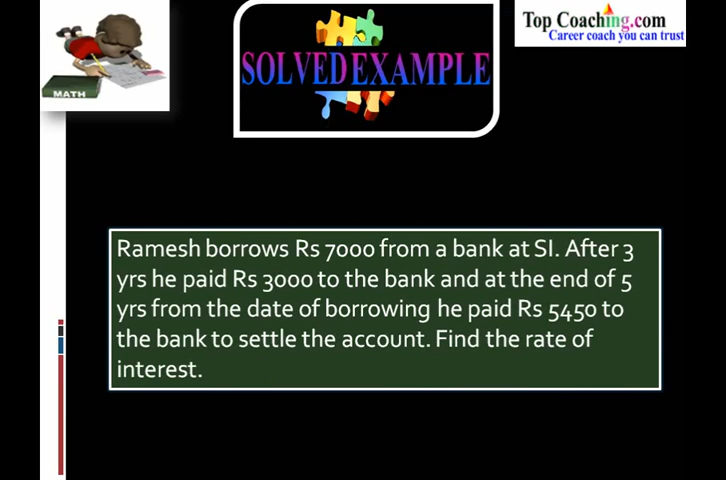 Top Coaching.com
Career coach you can trust
SOLVED EXAMPLE
MATH
Ramesh borrows Rs 7000 from a bank at SI. After 3
yrs he paid Rs 3000 to the bank and at the end of 5
yrs from the date of borrowing he paid Rs 5450 to
the bank to settle the account. Find the rate of
interest.